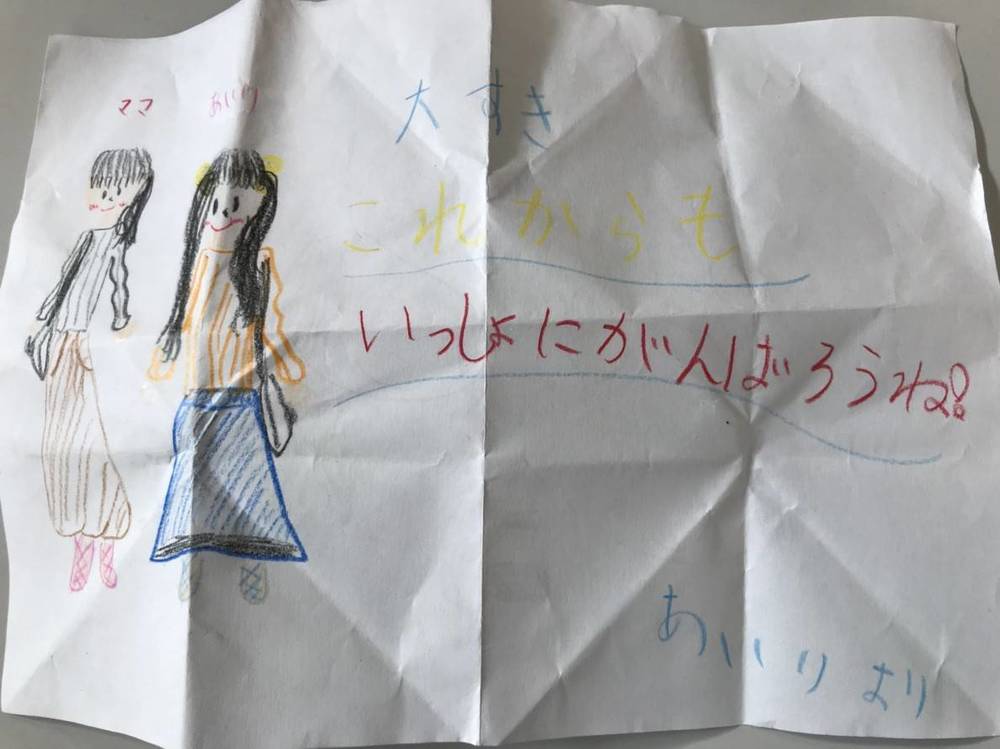 ママ あいり
大すき
これからも
いっしょにがんばろうね!
あいりより